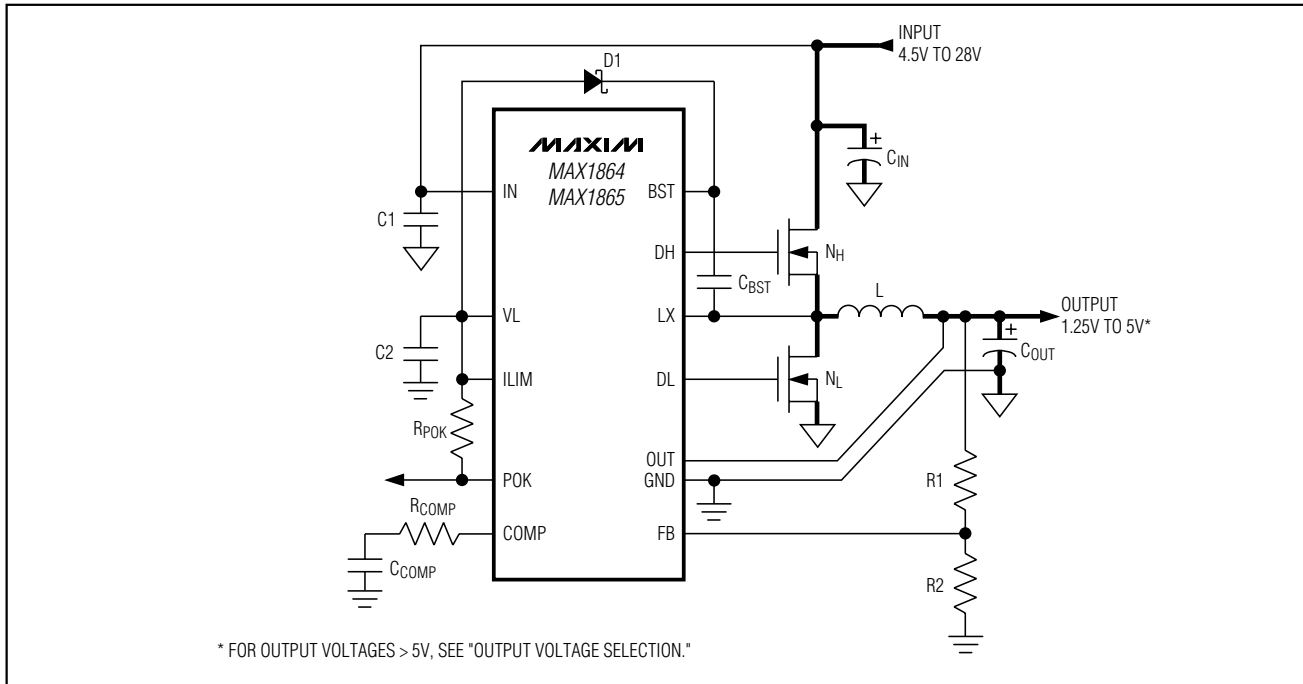 INPUT
4.5V TO 28V
D1
+
CIN
MAXIM
MAX1864
MAX1865
IN
BST
C1
DH
NH
CBST
L
VL
LX
OUTPUT
1.25V TO 5V*
+
COUT
C2
ILIM
DL
NL
RPOK
OUT
POK
GND
R1
RCOMP
COMP
FB
CCOMP
R2
* FOR OUTPUT VOLTAGES > 5V, SEE "OUTPUT VOLTAGE SELECTION."